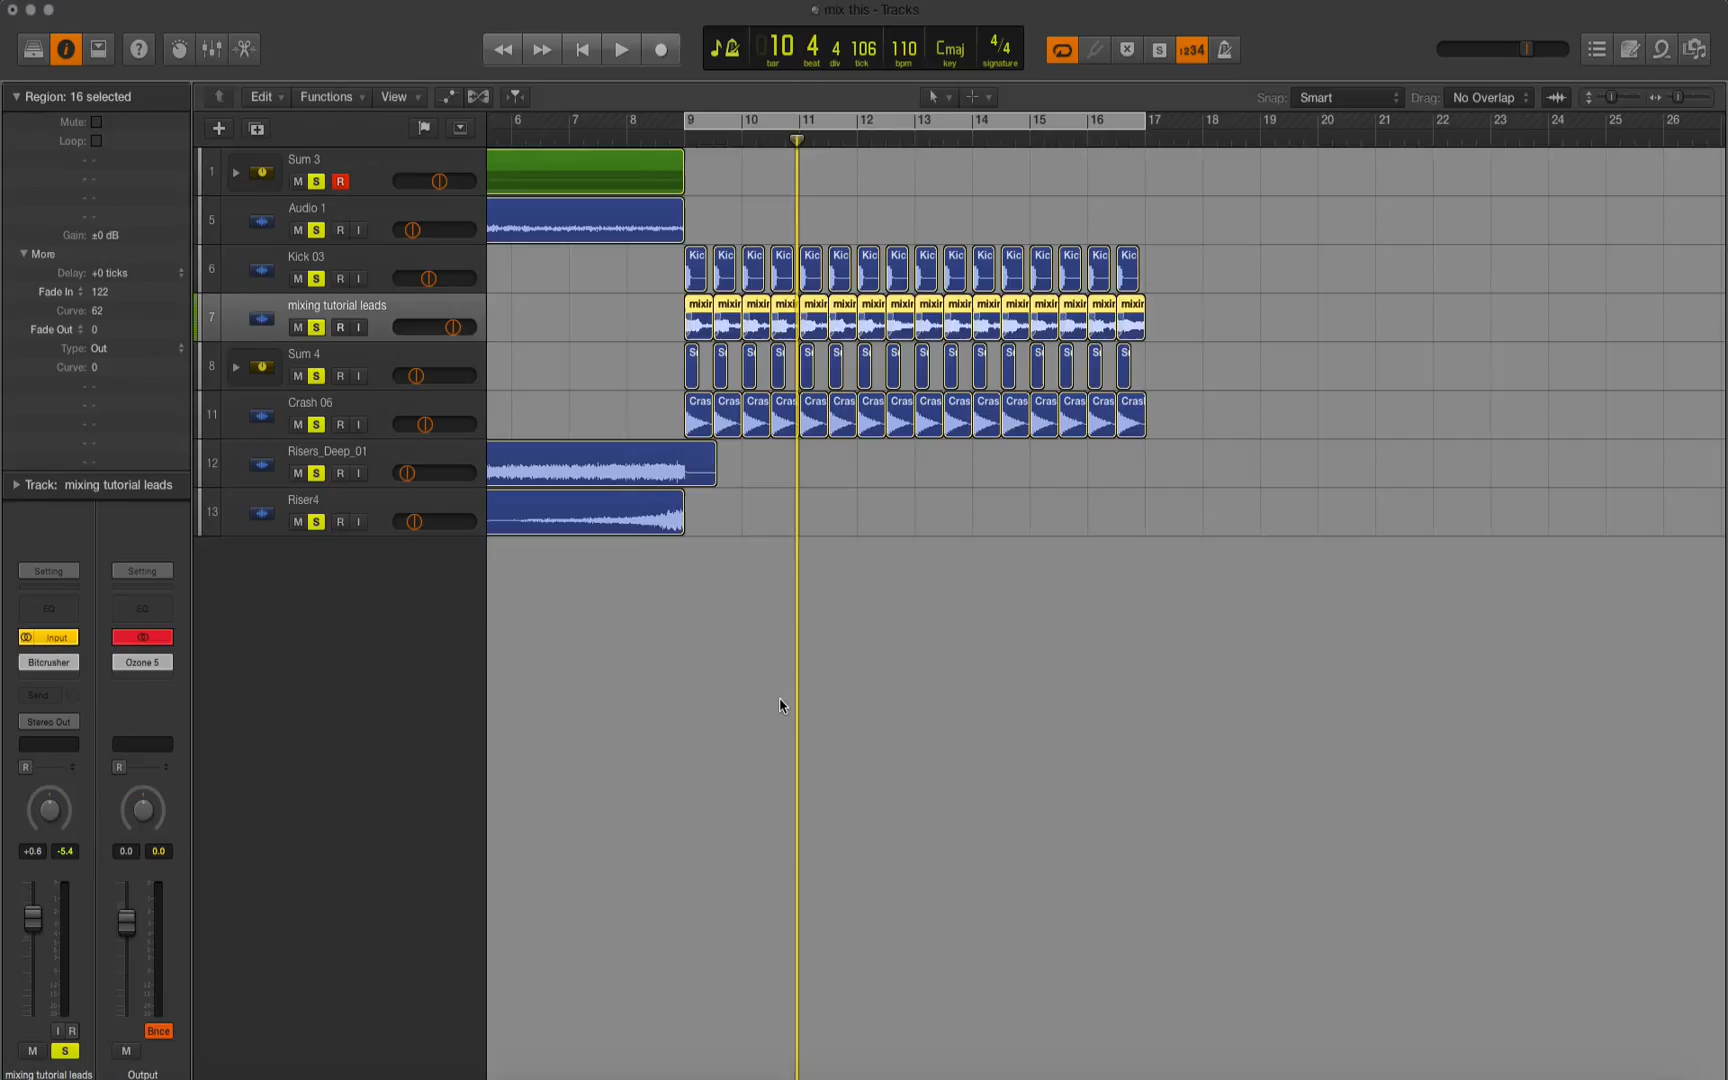 mix this - Tracks
10 4 4 106 110 Cmaj 4/4
bar beat div tick bpm key signature
1234
Region: 16 selected
Edit Functions View
Snap: Smart Drag: No Overlap
Mute:
Loop:
Gain: ±0 dB
More
Delay: +0 ticks
Fade In 122
Curve: 62
Fade Out 0
Type: Out
Curve: 0
6 7 8 9 10 11 12 13 14 15 16 17 18 19 20 21 22 23 24 25 26
1 Sum 3
M S R
5 Audio 1
M S R I
6 Kick 03
M S R I
Kic Kic Kic Kic Kic Kic Kic Kic Kic Kic Kic Kic Kic Kic Kic Kic
7 mixing tutorial leads
M S R I
mixin mixin mixin mixin mixin mixin mixin mixin mixin mixin mixin mixin mixin mixin mixin mixin
8 Sum 4
M S R I
11 Crash 06
M S R I
Cras Cras Cras Cras Cras Cras Cras Cras Cras Cras Cras Cras Cras Cras Cras Crash
12 Risers_Deep_01
M S R I
13 Riser4
M S R I
Track: mixing tutorial leads
Setting Setting
EQ EQ
Input
Bitcrusher Ozone 5
Send
Stereo Out
R R
+0.6 -5.4 0.0 0.0
I R Bnce
M S M
mixing tutorial leads Output